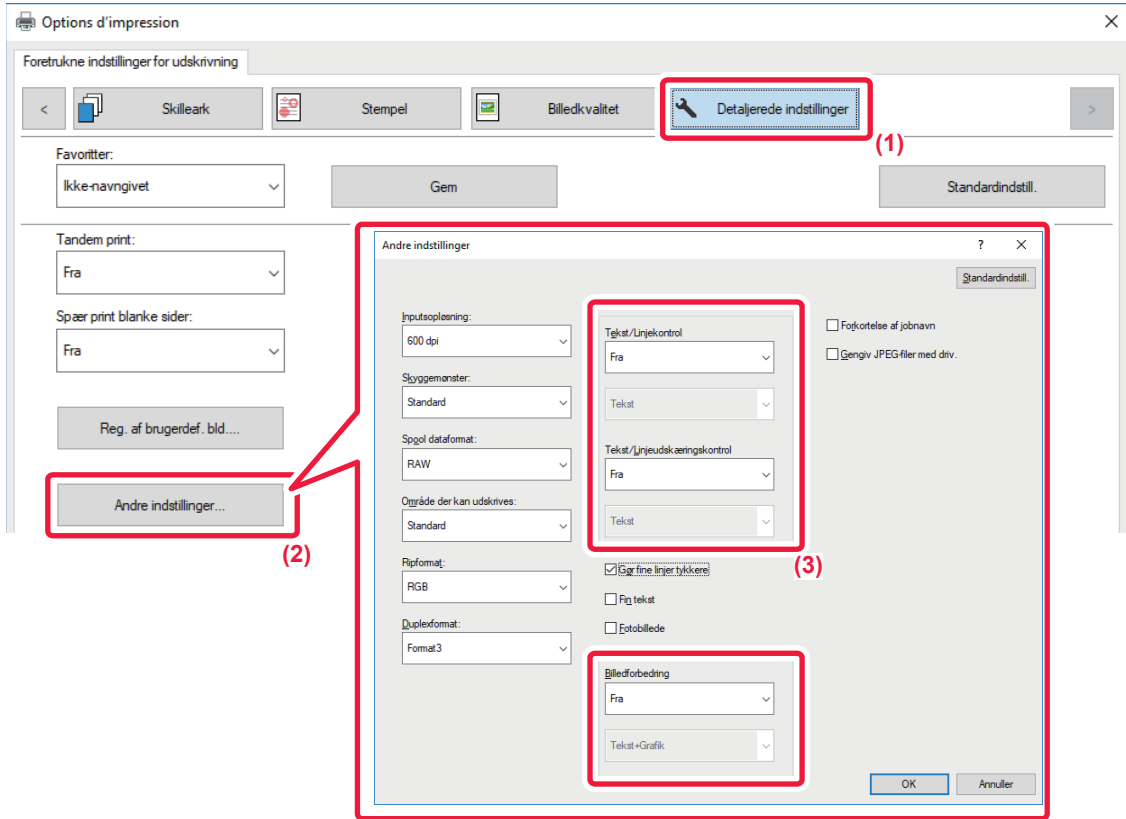 Options d'impression
Foretrukne indstillinger for udskrivning
<
Skilleark
Stempel
Billedkvalitet
Detaljerede indstillinger
>
(1)
Favoritter:
Ikke-navngivet
Gem
Standardindstill.
Tandem print:
Fra
Spær print blanke sider:
Fra
Reg. af brugerdef. bld....
Andre indstillinger...
(2)
Andre indstillinger
?
Standardindstill.
Inputsopløsning:
600 dpi
Skyggemønster:
Standard
Spool dataformat:
RAW
Område der kan udskrives:
Standard
Ripformat:
RGB
Duplexformat:
Format3
Tekst/Linjekontrol
Fra
Tekst
Tekst/Linjeudskæringskontrol
Fra
Tekst
(3)
Gør fine linjer tykkere
Fin tekst
Fotobillede
Billedforbedring
Fra
Tekst+Grafik
Forkortelse af jobnavn
Gengiv JPEG-filer med driv.
OK
Annuller